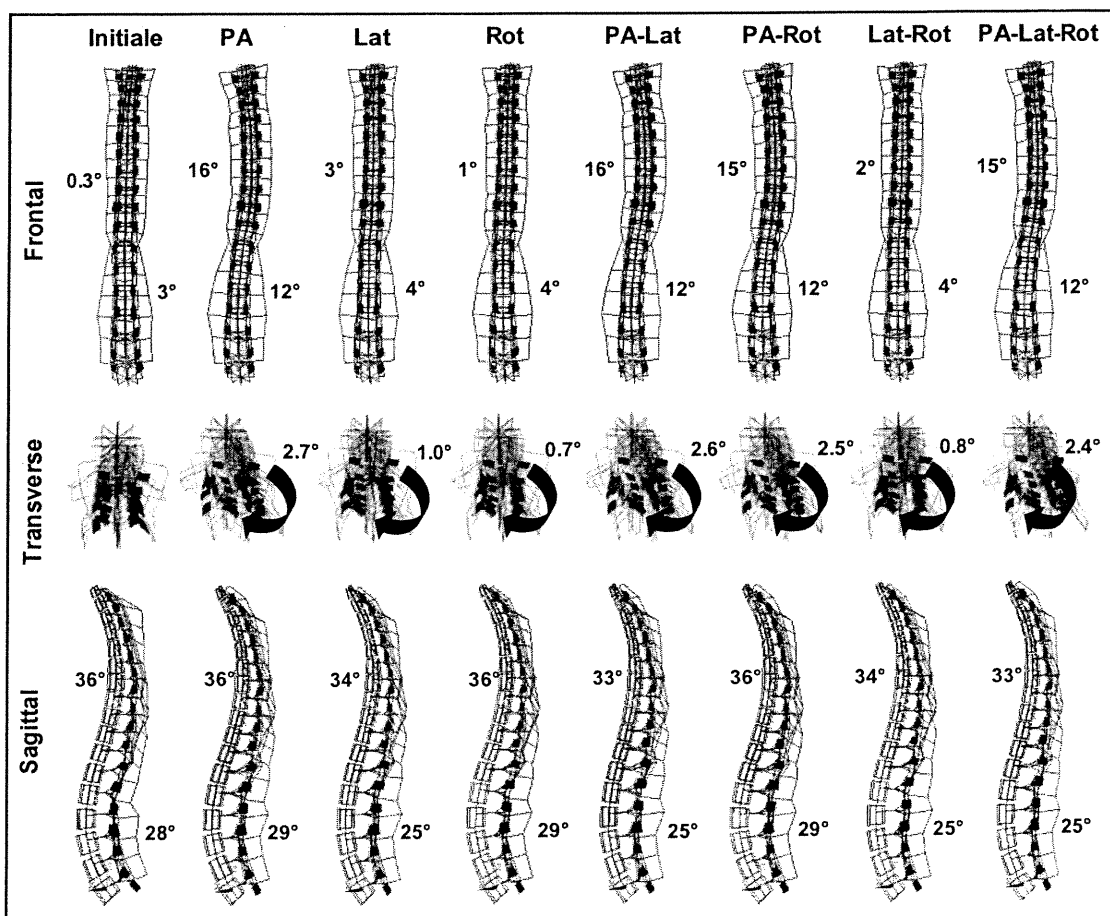 Initiale PA Lat Rot PA-Lat PA-Rot Lat-Rot PA-Lat-Rot
Frontal
0.3° 16° 3° 1° 16° 15° 2° 15°
3° 12° 4° 4° 12° 12° 4° 12°
Transverse
2.7° 1.0° 0.7° 2.6° 2.5° 0.8° 2.4°
Sagittal
36° 36° 34° 36° 33° 36° 34° 33°
28° 29° 25° 29° 25° 29° 25° 25°